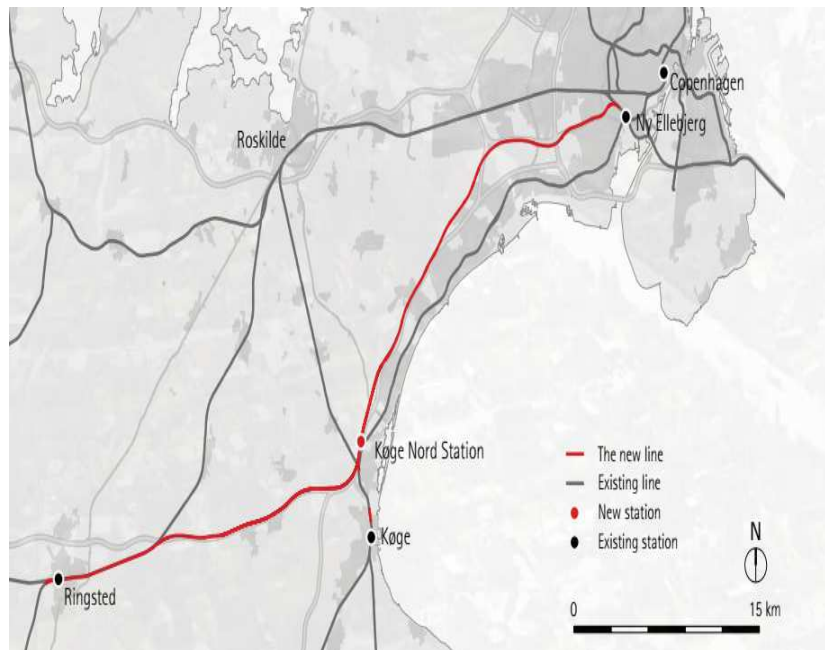 Copenhagen
Ny Ellebjerg
Roskilde
Køge Nord Station
The new line
Existing line
New station
Existing station
N
Køge
Ringsted
0 15 km